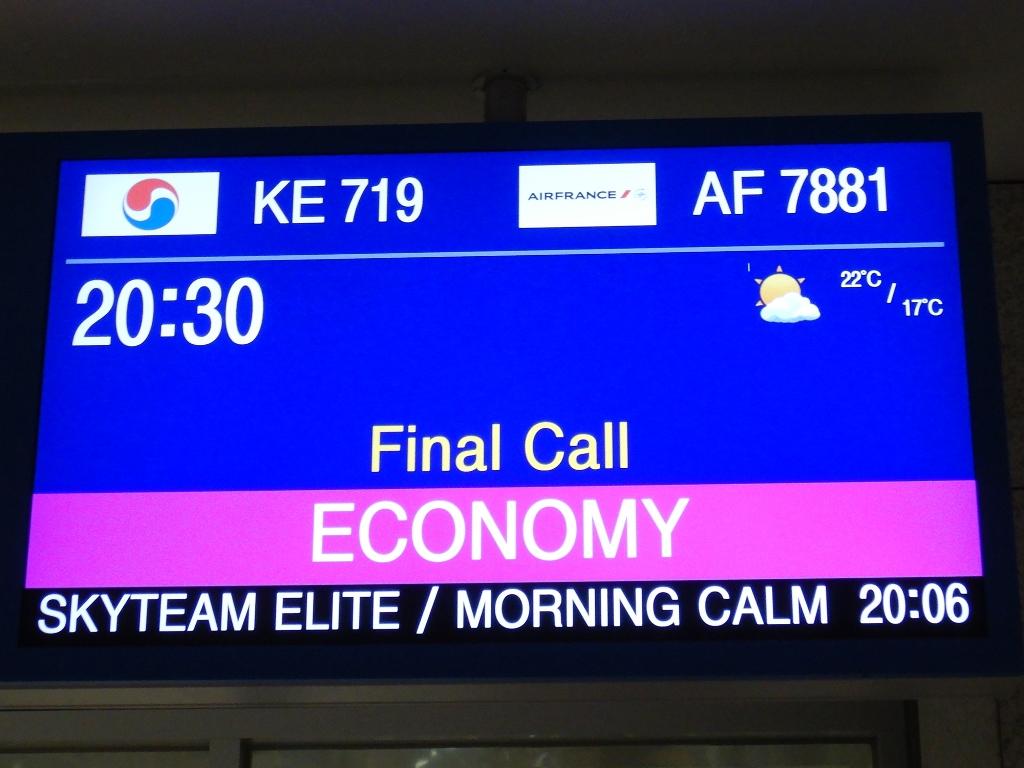 KE 719 AIRFRANCE AF 7881
20:30 22°C / 17°C
Final Call
ECONOMY
SKYTEAM ELITE / MORNING CALM 20:06